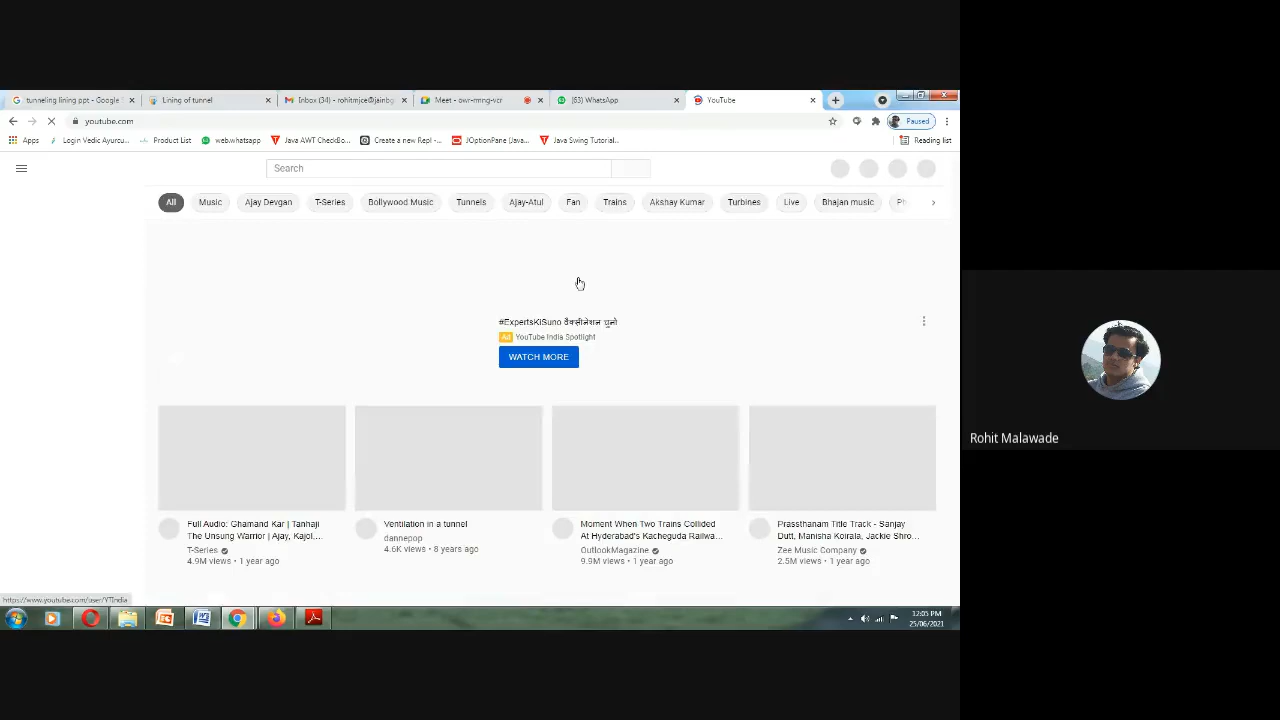 tunneling lining ppt - Google
Lining of tunnel
Inbox (34) - rohitmjce@jainbg
Meet - owr-rmng-vcr
(63) WhatsApp
YouTube
youtube.com
Paused
Apps
Login Vedic Ayurcu...
Product List
web.whatsapp
Java AWT CheckBo...
Create a new Repl -...
JOptionPane (Java...
Java Swing Tutorial...
Reading list
Search
All
Music
Ajay Devgan
T-Series
Bollywood Music
Tunnels
Ajay-Atul
Fan
Trains
Akshay Kumar
Turbines
Live
Bhajan music
#ExpertsKiSuno वैक्सीनेशन चुनो
Ad YouTube India Spotlight
WATCH MORE
Full Audio: Ghamand Kar | Tanhaji
The Unsung Warrior | Ajay, Kajol,...
T-Series
4.9M views • 1 year ago
Ventilation in a tunnel
dannepop
4.6K views • 8 years ago
Moment When Two Trains Collided
At Hyderabad's Kacheguda Railwa...
OutlookMagazine
9.9M views • 1 year ago
Prassthanam Title Track - Sanjay
Dutt, Manisha Koirala, Jackie Shro...
Zee Music Company
2.5M views • 1 year ago
https://www.youtube.com/user/YTIndia
12:05 PM
25/06/2021
Rohit Malawade